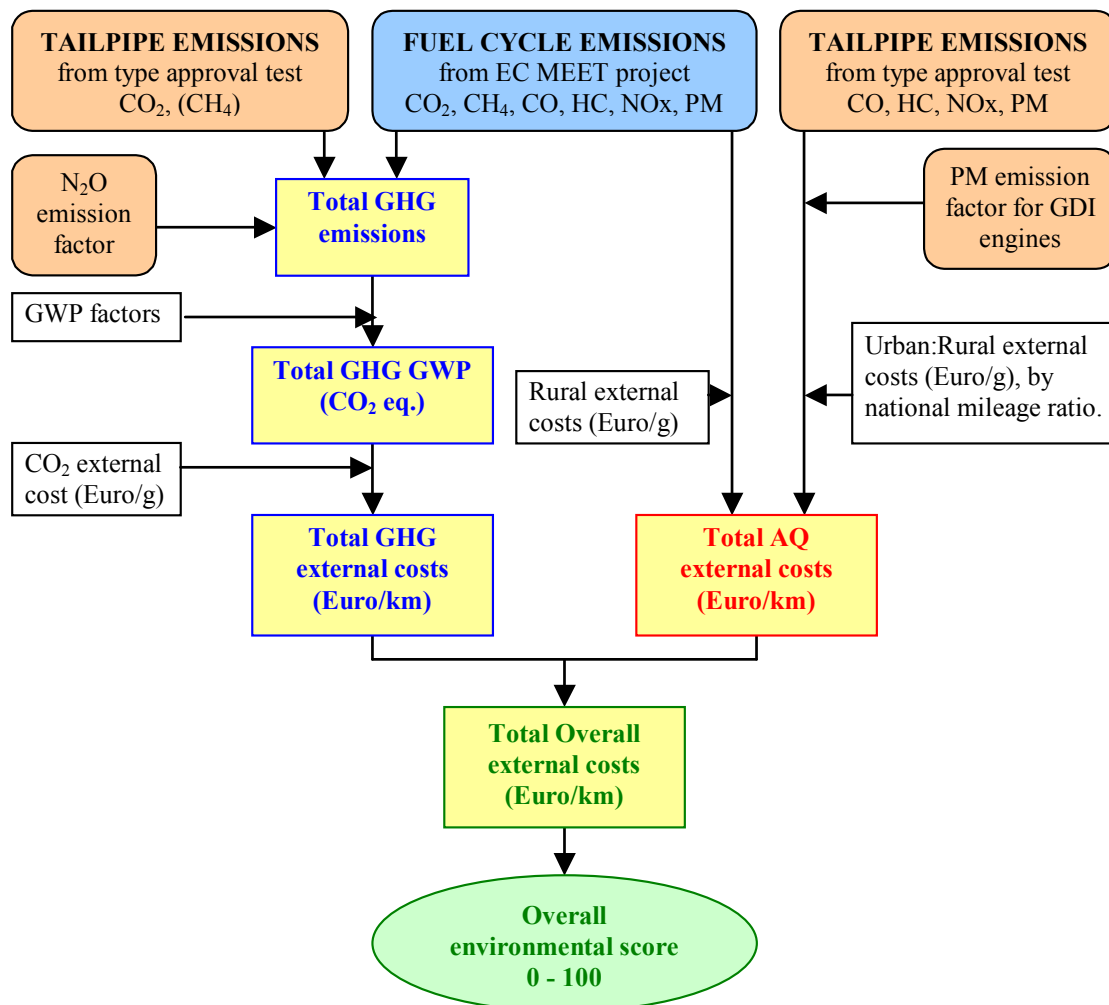 TAILPIPE EMISSIONS
from type approval test
CO₂, (CH₄)
FUEL CYCLE EMISSIONS
from EC MEET project
CO₂, CH₄, CO, HC, NOx, PM
TAILPIPE EMISSIONS
from type approval test
CO, HC, NOx, PM
N₂O
emission
factor
Total GHG
emissions
PM emission
factor for GDI
engines
GWP factors
Total GHG GWP
(CO₂ eq.)
Rural external
costs (Euro/g)
Urban:Rural external
costs (Euro/g), by
national mileage ratio.
CO₂ external
cost (Euro/g)
Total GHG
external costs
(Euro/km)
Total AQ
external costs
(Euro/km)
Total Overall
external costs
(Euro/km)
Overall
environmental score
0 - 100